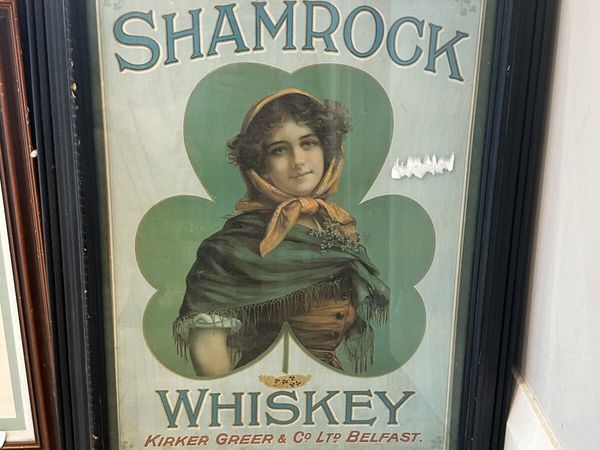 SHAMROCK
WHISKEY
KIRKER GREER & Co LTD BELFAST.